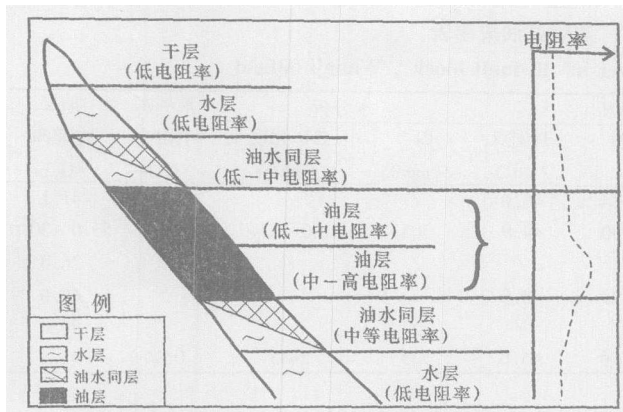 电阻率
干层
(低电阻率)
水层
(低电阻率)
油水同层
(低一中电阻率)
油层
(低一中电阻率)
油层
(中一高电阻率)
油水同层
(中等电阻率)
水层
(低电阻率)
图 例
干层
水层
油水同层
油层